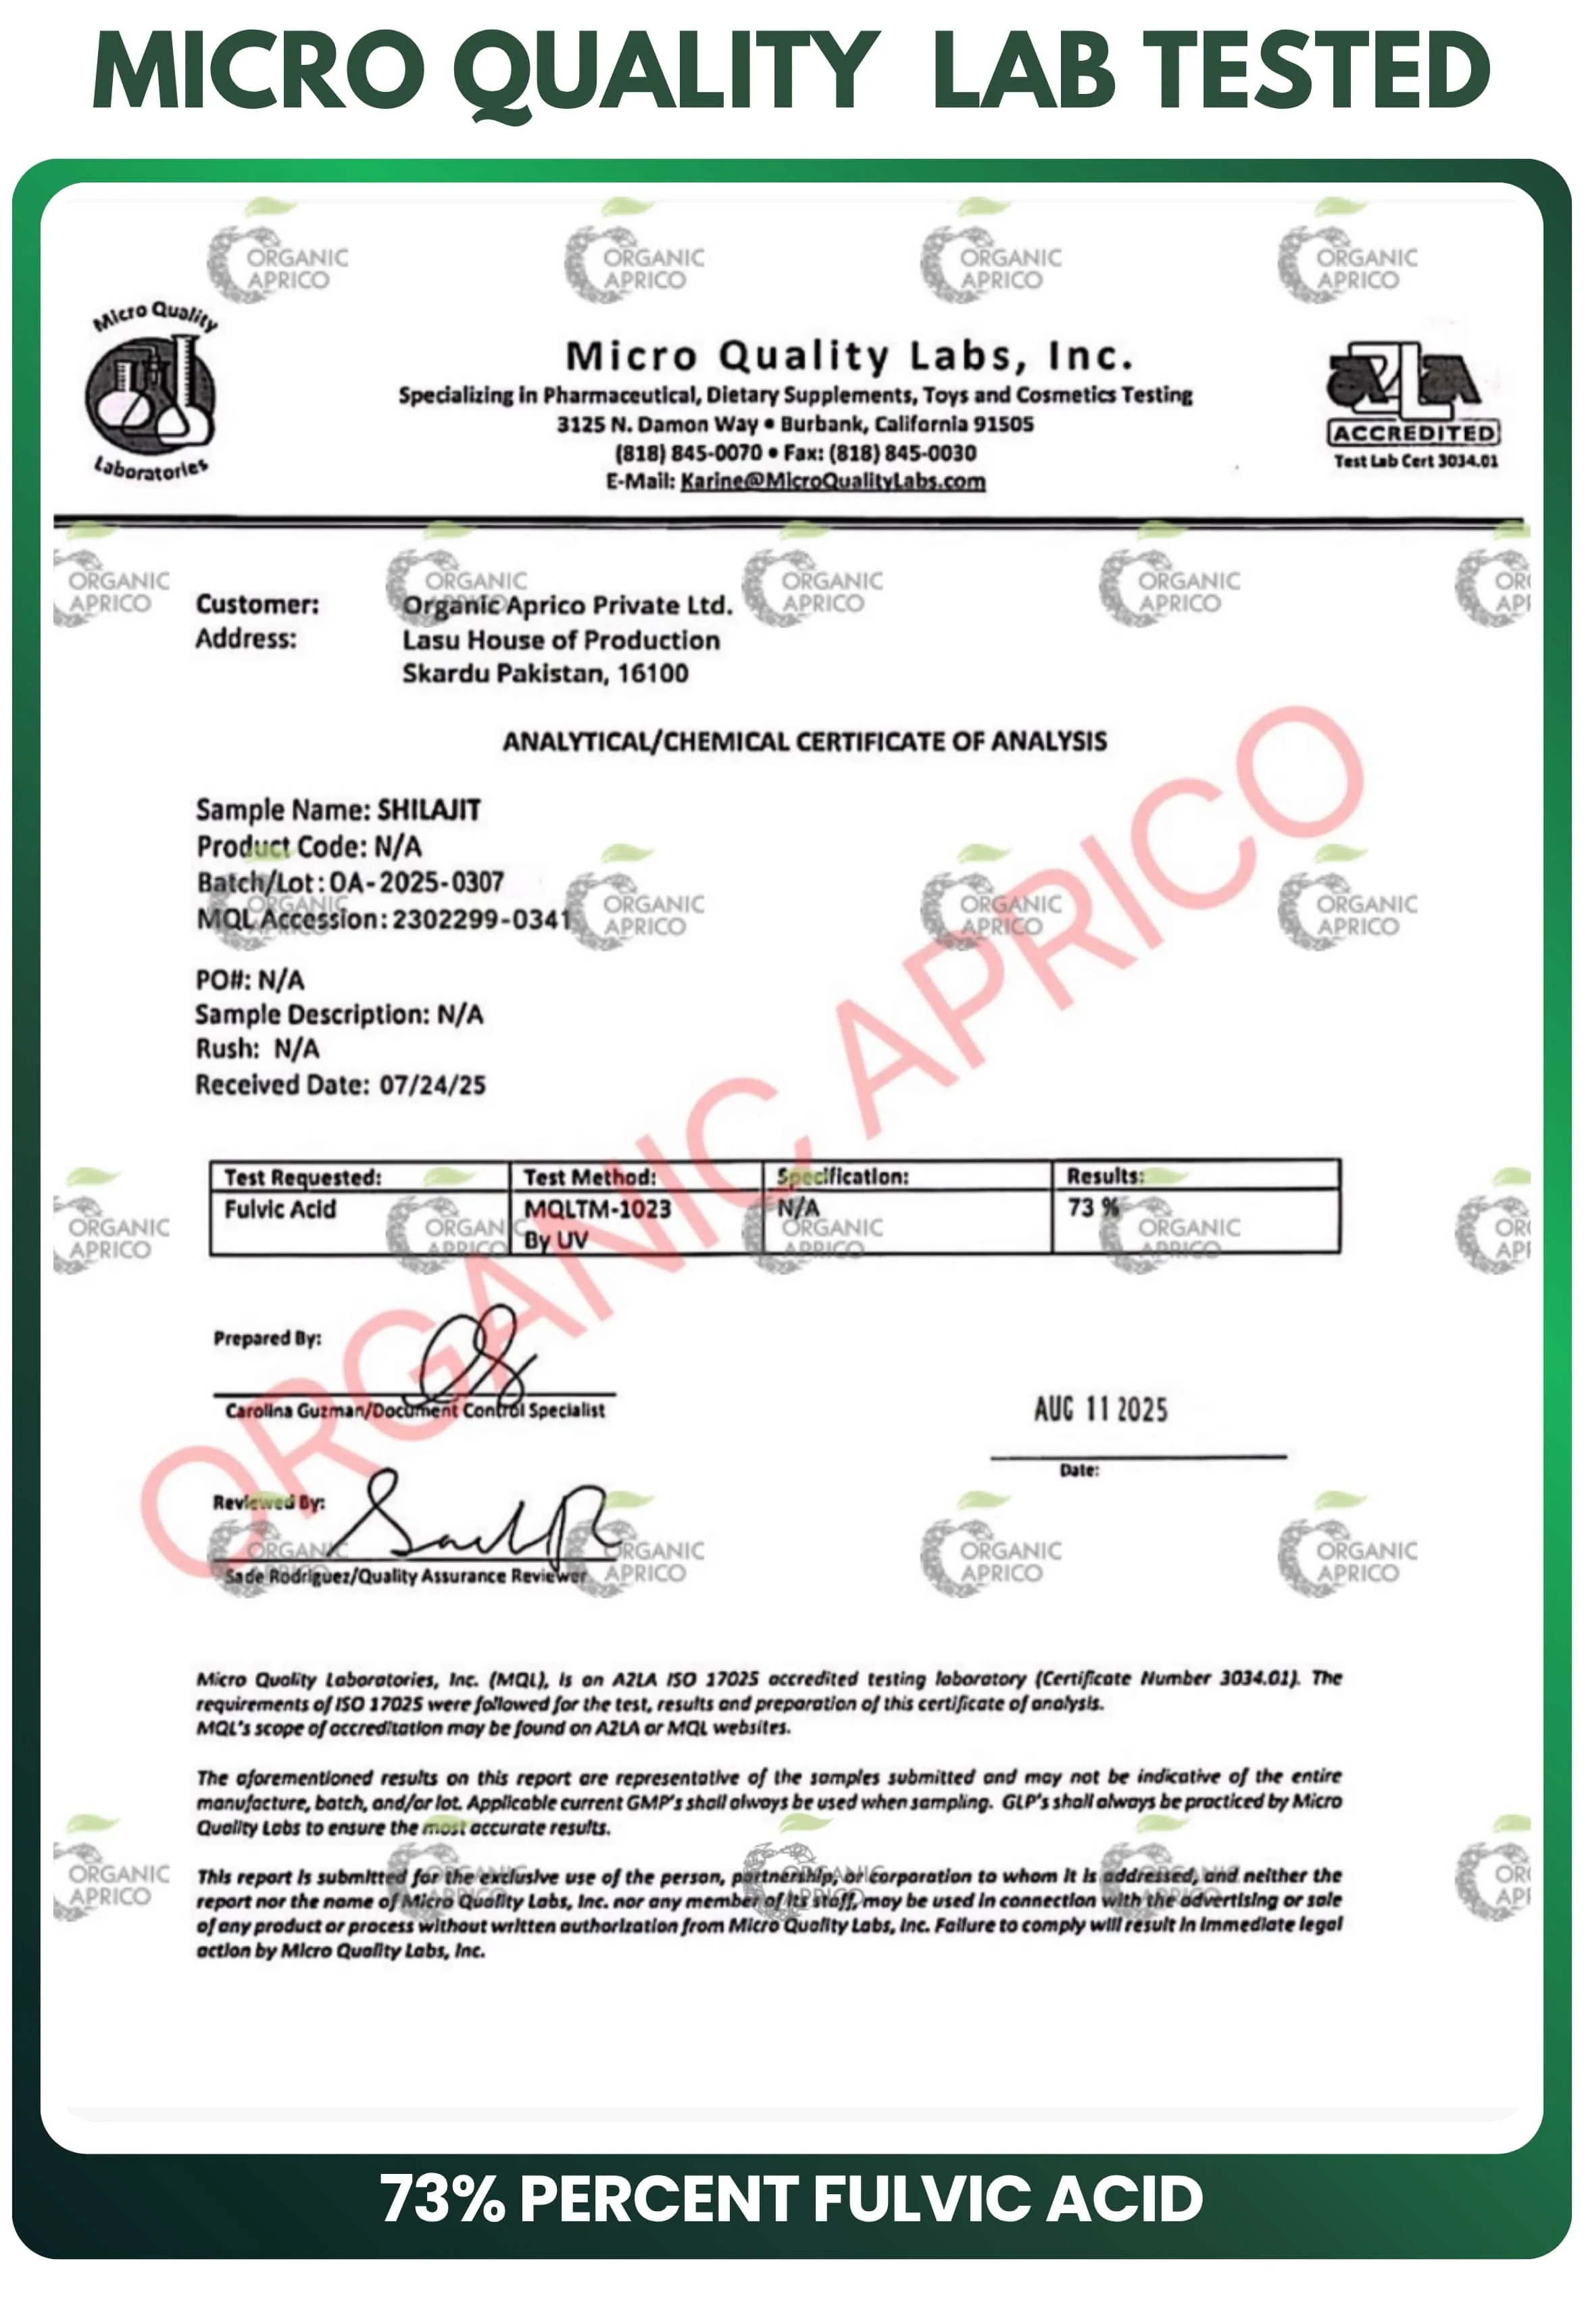 MICRO QUALITY LAB TESTED
ORGANIC APRICO
ORGANIC APRICO
ORGANIC APRICO
ORGANIC APRICO
Micro Quality
Laboratories
Micro Quality Labs, Inc.
Specializing in Pharmaceutical, Dietary Supplements, Toys and Cosmetics Testing
3125 N. Damon Way • Burbank, California 91505
(818) 845-0070 • Fax: (818) 845-0030
E-Mail: Karine@MicroQualityLabs.com
A2LA
ACCREDITED
Test Lab Cert 3034.01
Customer: Organic Aprico Private Ltd.
Address: Lasu House of Production
Skardu Pakistan, 16100
ANALYTICAL/CHEMICAL CERTIFICATE OF ANALYSIS
Sample Name: SHILAJIT
Product Code: N/A
Batch/Lot: OA-2025-0307
MQL Accession: 2302299-0341
PO#: N/A
Sample Description: N/A
Rush: N/A
Received Date: 07/24/25
ORGANIC APRICO
Test Requested: Test Method: Specification: Results:
Fulvic Acid MQLTM-1023 N/A 73 %
By UV
Prepared By:
Carolina Guzman/Document Control Specialist
AUG 11 2025
Date:
Reviewed By:
Sade Rodriguez/Quality Assurance Reviewer
Micro Quality Laboratories, Inc. (MQL), is an A2LA ISO 17025 accredited testing laboratory (Certificate Number 3034.01). The
requirements of ISO 17025 were followed for the test, results and preparation of this certificate of analysis.
MQL's scope of accreditation may be found on A2LA or MQL websites.
The aforementioned results on this report are representative of the samples submitted and may not be indicative of the entire
manufacture, batch, and/or lot. Applicable current GMP's shall always be used when sampling. GLP's shall always be practiced by Micro
Quality Labs to ensure the most accurate results.
This report is submitted for the exclusive use of the person, partnership, or corporation to whom it is addressed, and neither the
report nor the name of Micro Quality Labs, Inc. nor any member of its staff, may be used in connection with the advertising or sale
of any product or process without written authorization from Micro Quality Labs, Inc. Failure to comply will result in immediate legal
action by Micro Quality Labs, Inc.
73% PERCENT FULVIC ACID